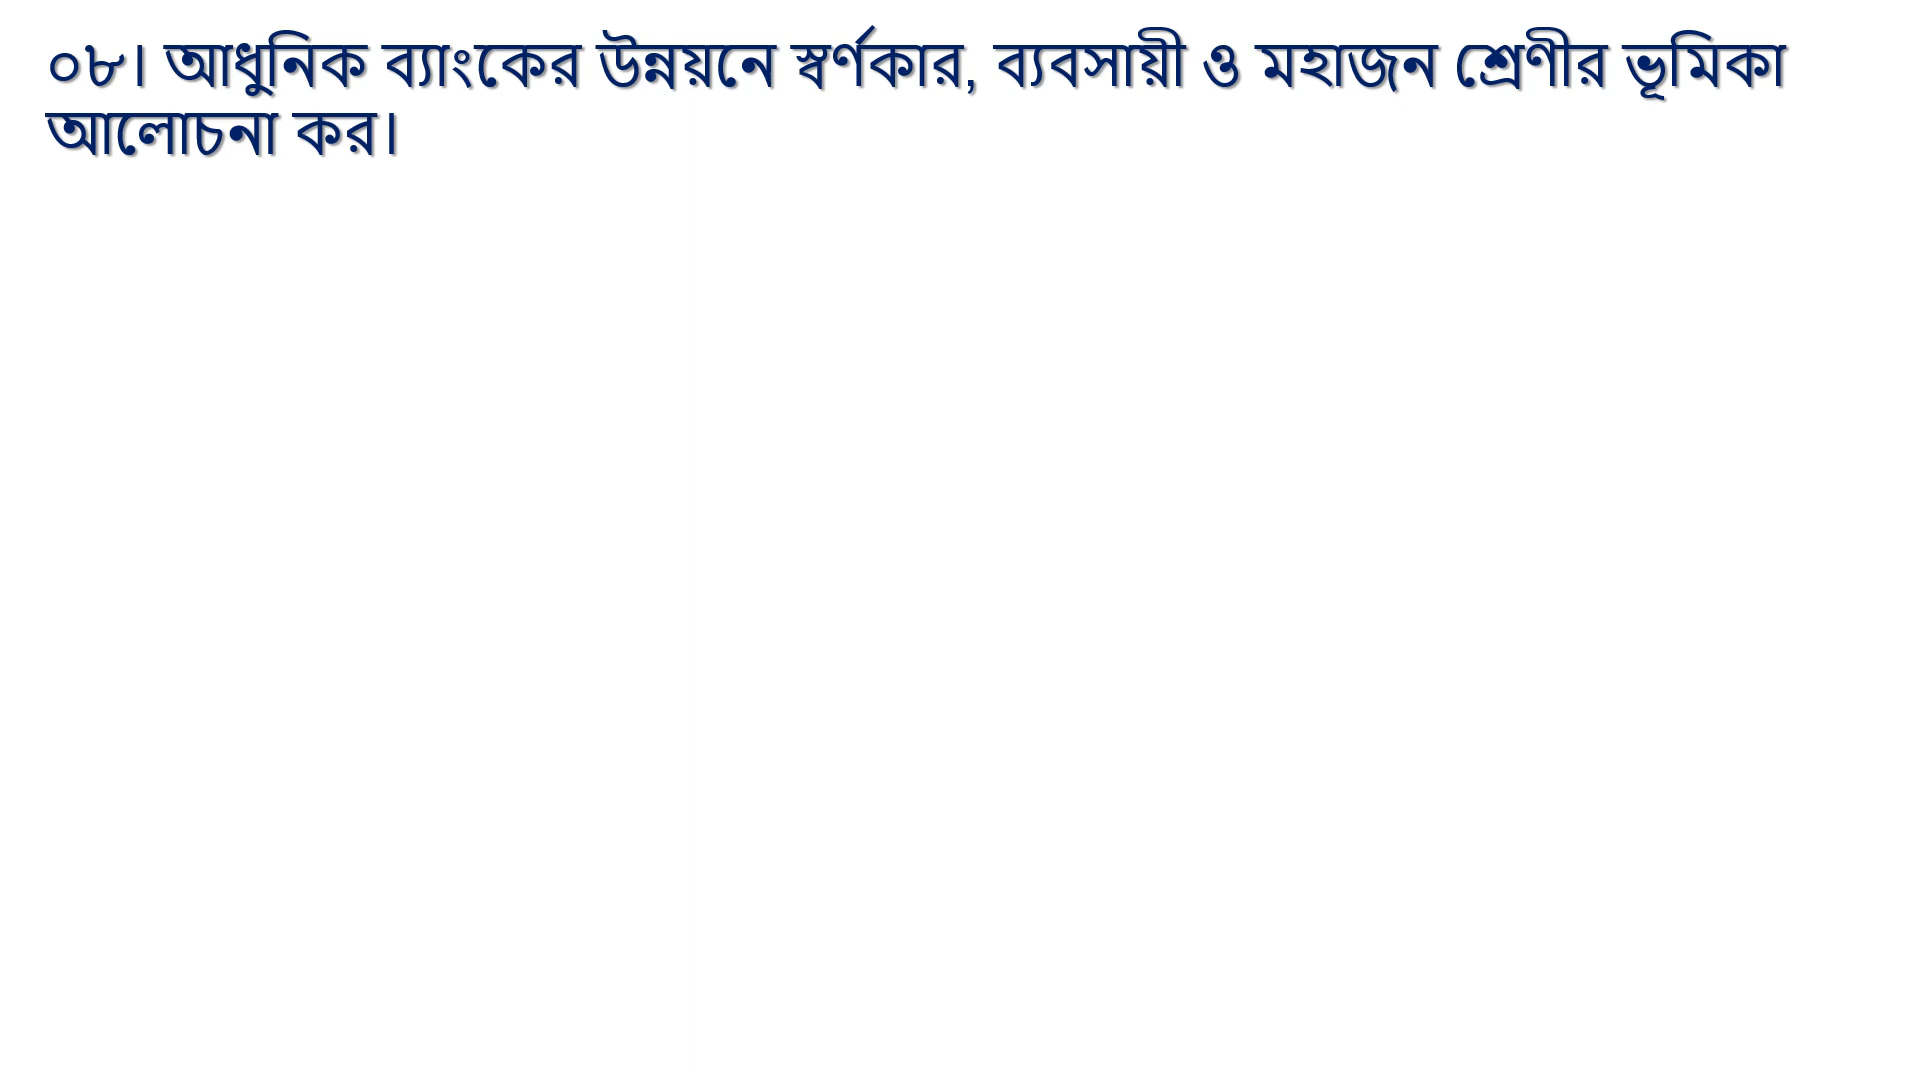 ০৮। আধুনিক ব্যাংকের উন্নয়নে স্বর্ণকার, ব্যবসায়ী ও মহাজন শ্রেণীর ভূমিকা
আলোচনা কর।